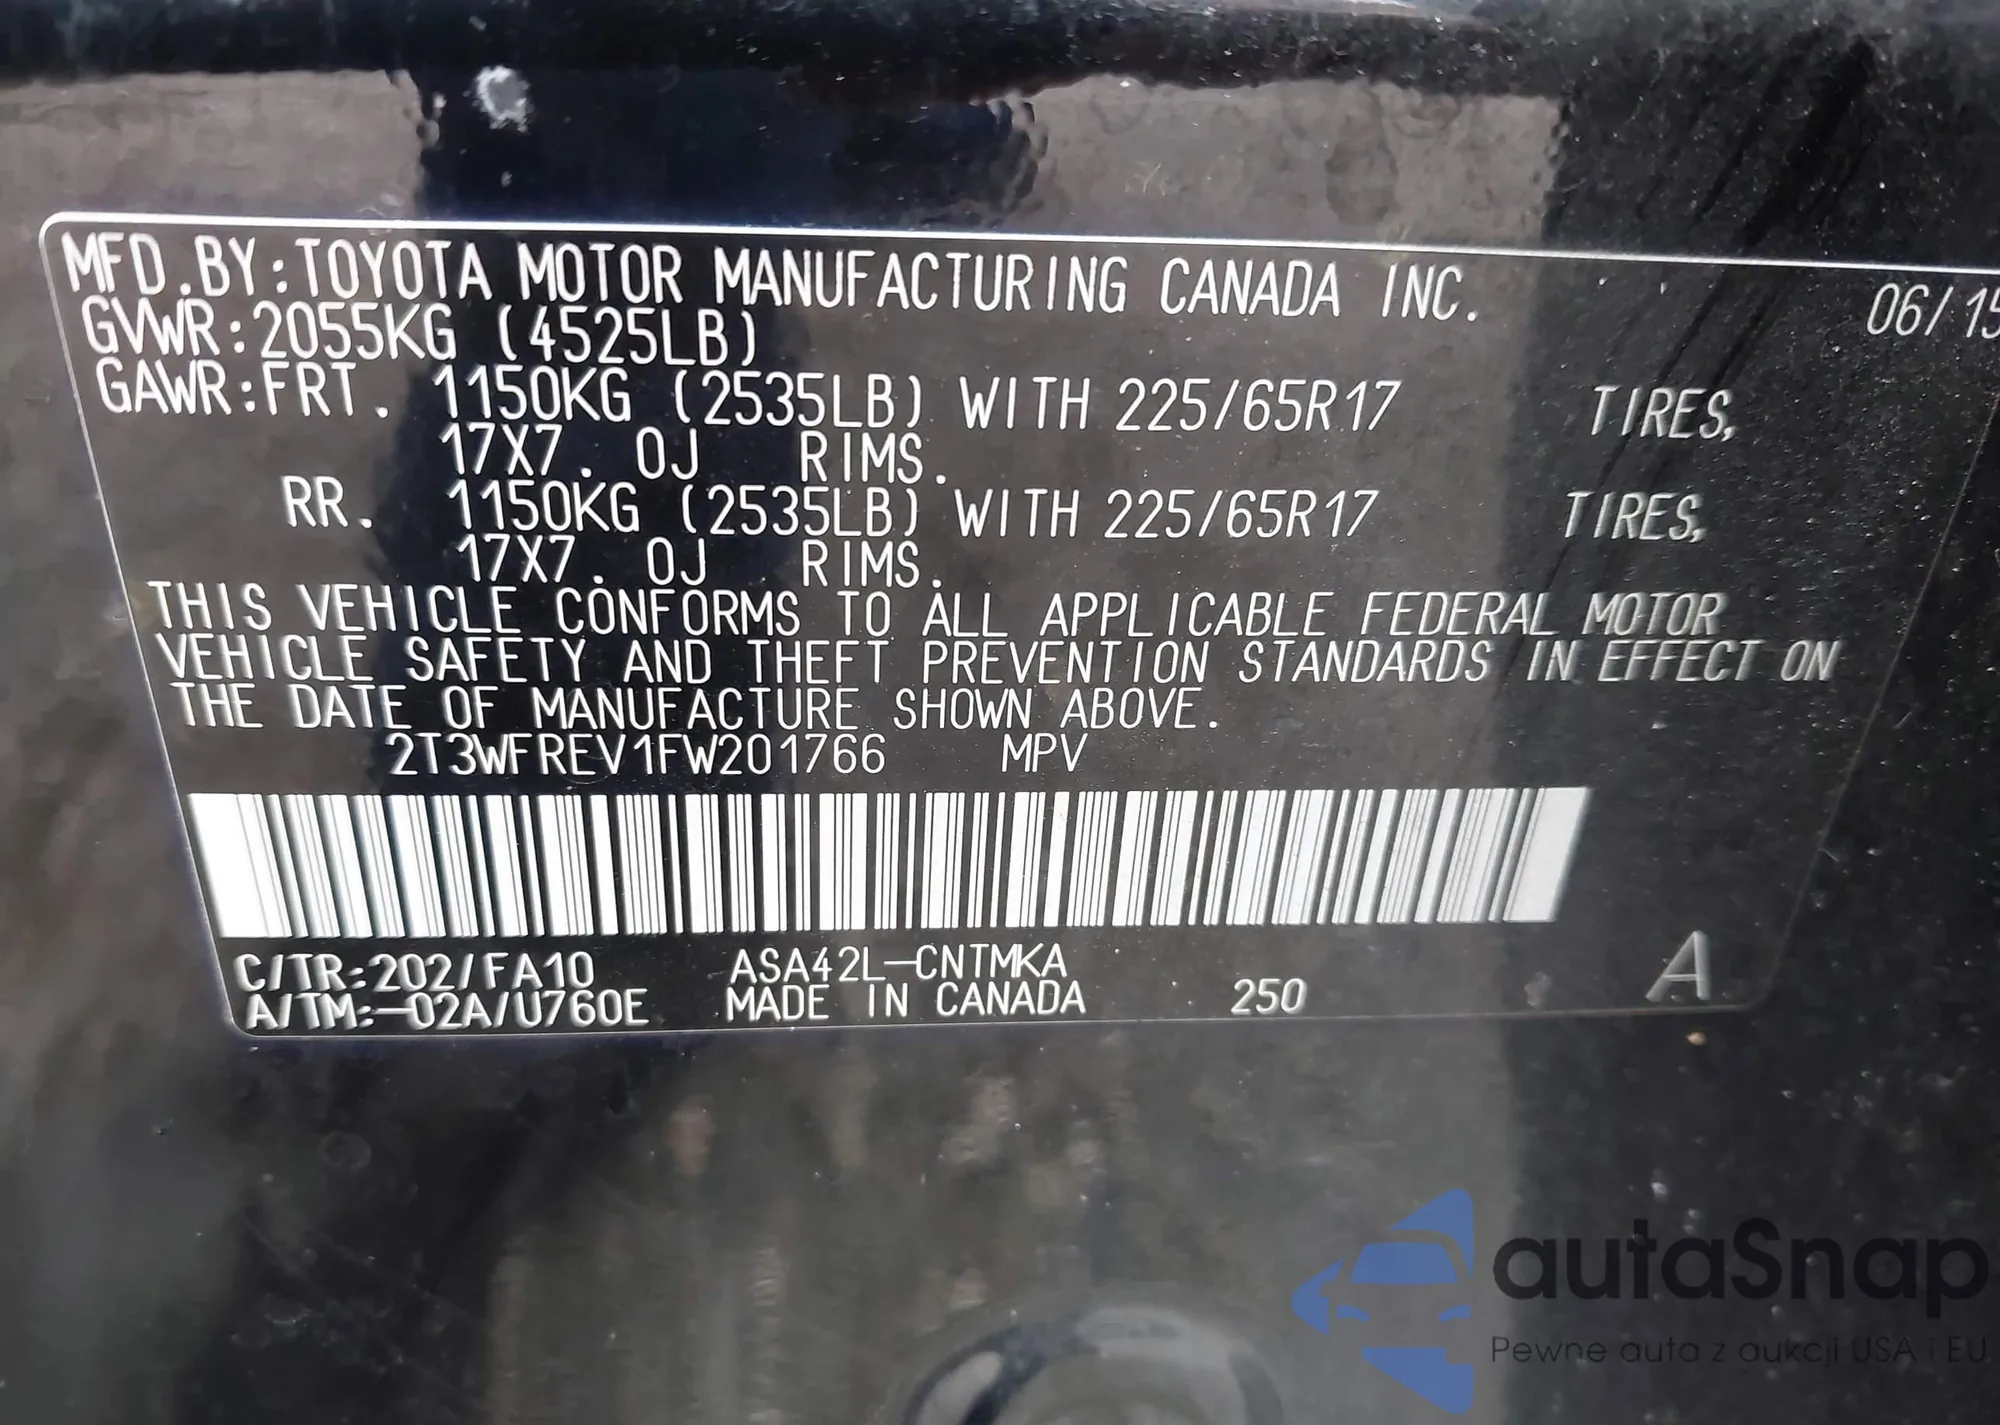 MFD.BY:TOYOTA MOTOR MANUFACTURING CANADA INC. 06/15
GVWR:2055KG (4525LB)
GAWR:FRT. 1150KG (2535LB) WITH 225/65R17 TIRES,
17X7.0J RIMS.
RR. 1150KG (2535LB) WITH 225/65R17 TIRES,
17X7.0J RIMS.
THIS VEHICLE CONFORMS TO ALL APPLICABLE FEDERAL MOTOR
VEHICLE SAFETY AND THEFT PREVENTION STANDARDS IN EFFECT ON
THE DATE OF MANUFACTURE SHOWN ABOVE.
2T3WFREV1FW201766 MPV
C/TR:202/FA10 ASA42L-CNTMKA
A/TM:-02A/U760E MADE IN CANADA 250 A
autaSnap
Pewne auta z aukcji USA i EU